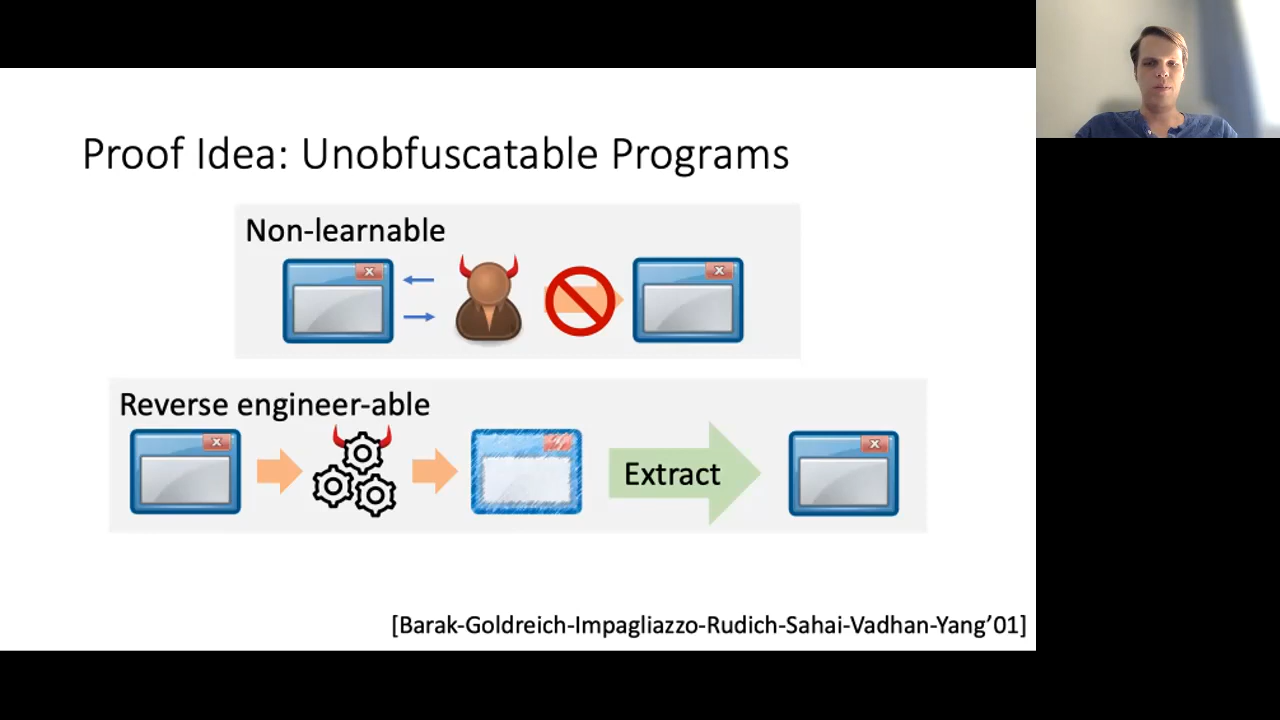 Proof Idea: Unobfuscatable Programs
Non-learnable
Reverse engineer-able
Extract
[Barak-Goldreich-Impagliazzo-Rudich-Sahai-Vadhan-Yang’01]